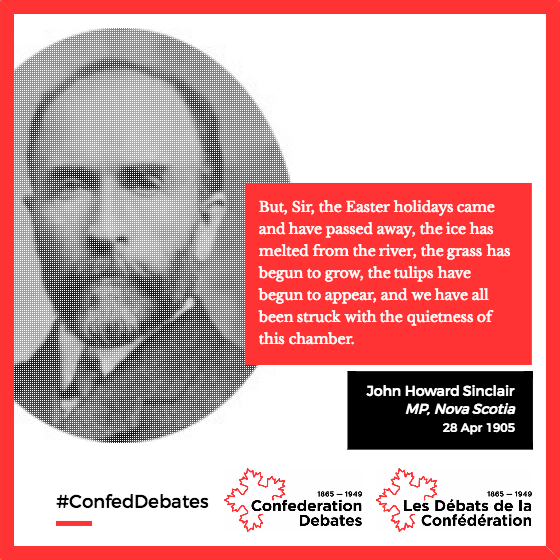 But, Sir, the Easter holidays came
and have passed away, the ice has
melted from the river, the grass has
begun to grow, the tulips have
begun to appear, and we have all
been struck with the quietness of
this chamber.
John Howard Sinclair
MP, Nova Scotia
28 Apr 1905
#ConfedDebates
1865 — 1949
Confederation
Debates
1865 — 1949
Les Débats de la
Confédération